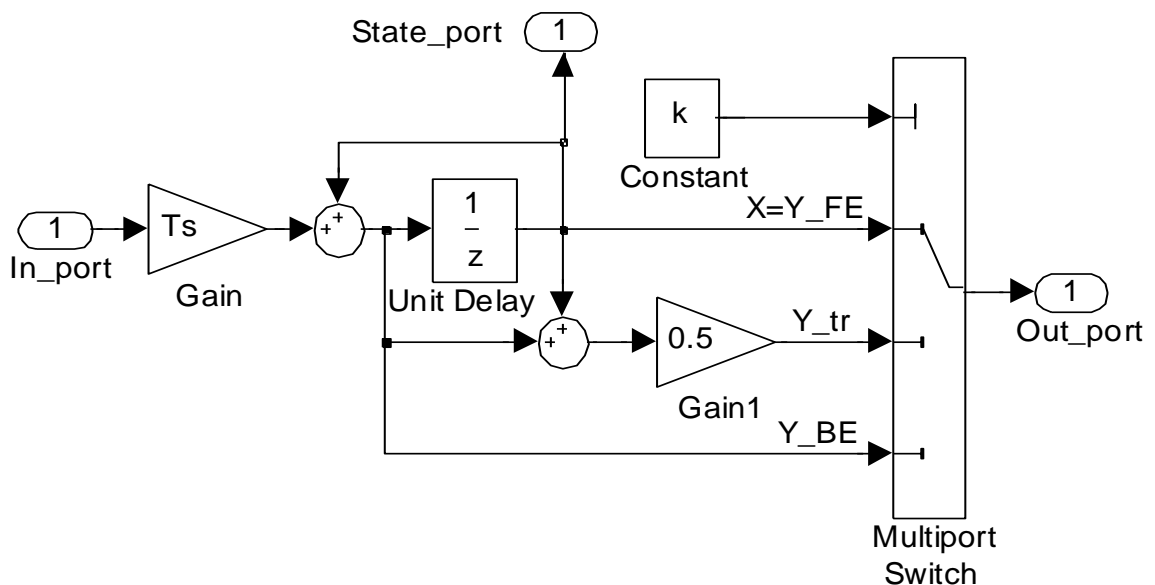 State_port
1
k
Constant
X=Y_FE
1
In_port
Ts
Gain
+
+
1
z
Unit Delay
+
+
0.5
Gain1
Y_tr
Y_BE
1
Out_port
Multiport
Switch